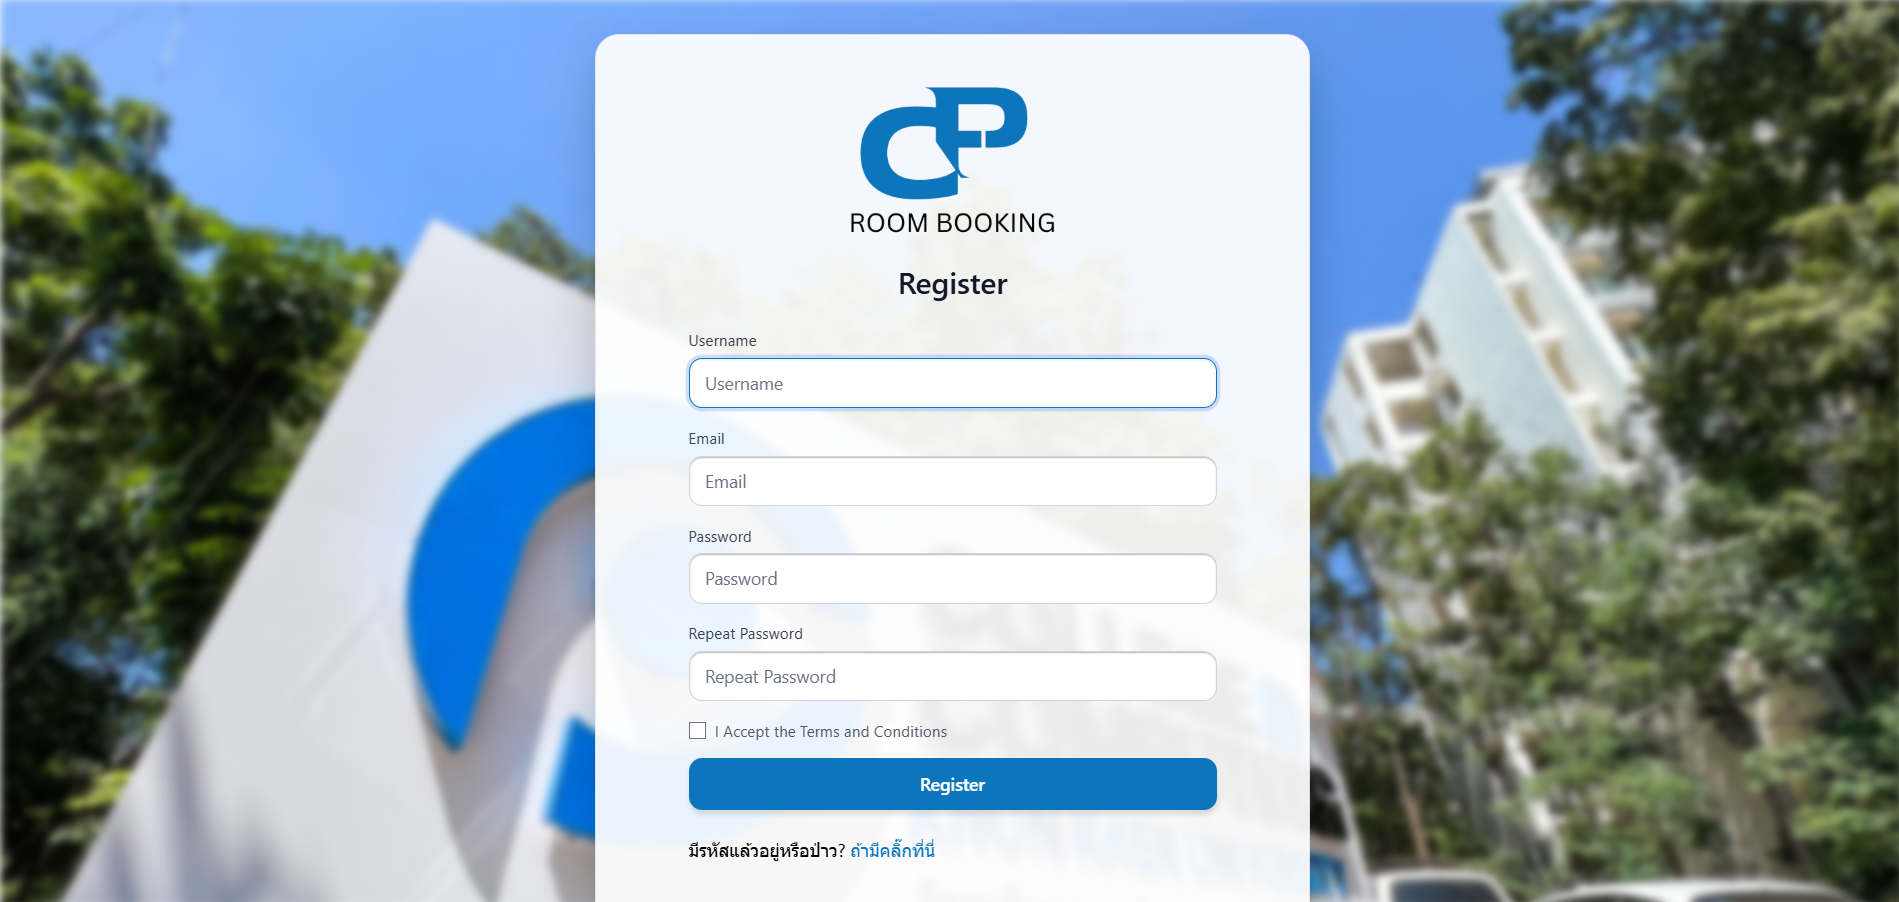 CP
ROOM BOOKING
Register
Username
Username
Email
Email
Password
Password
Repeat Password
Repeat Password
I Accept the Terms and Conditions
Register
มีรหัสแล้วอยู่หรือป่าว? ถ้ามีคลิ๊กที่นี่